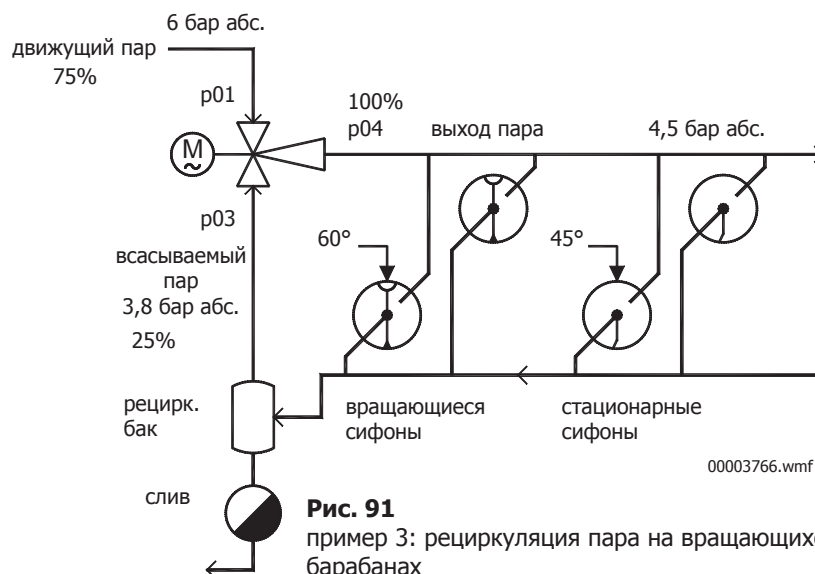 6 бар абс.
движущий пар
75%
p01
100%
p04
выход пара
4,5 бар абс.
M
~
p03
60°
45°
всасываемый
пар
3,8 бар абс.
25%
рецирк.
бак
вращающиеся
сифоны
стационарные
сифоны
00003766.wmf
слив
Рис. 91
пример 3: рециркуляция пара на
барабанах